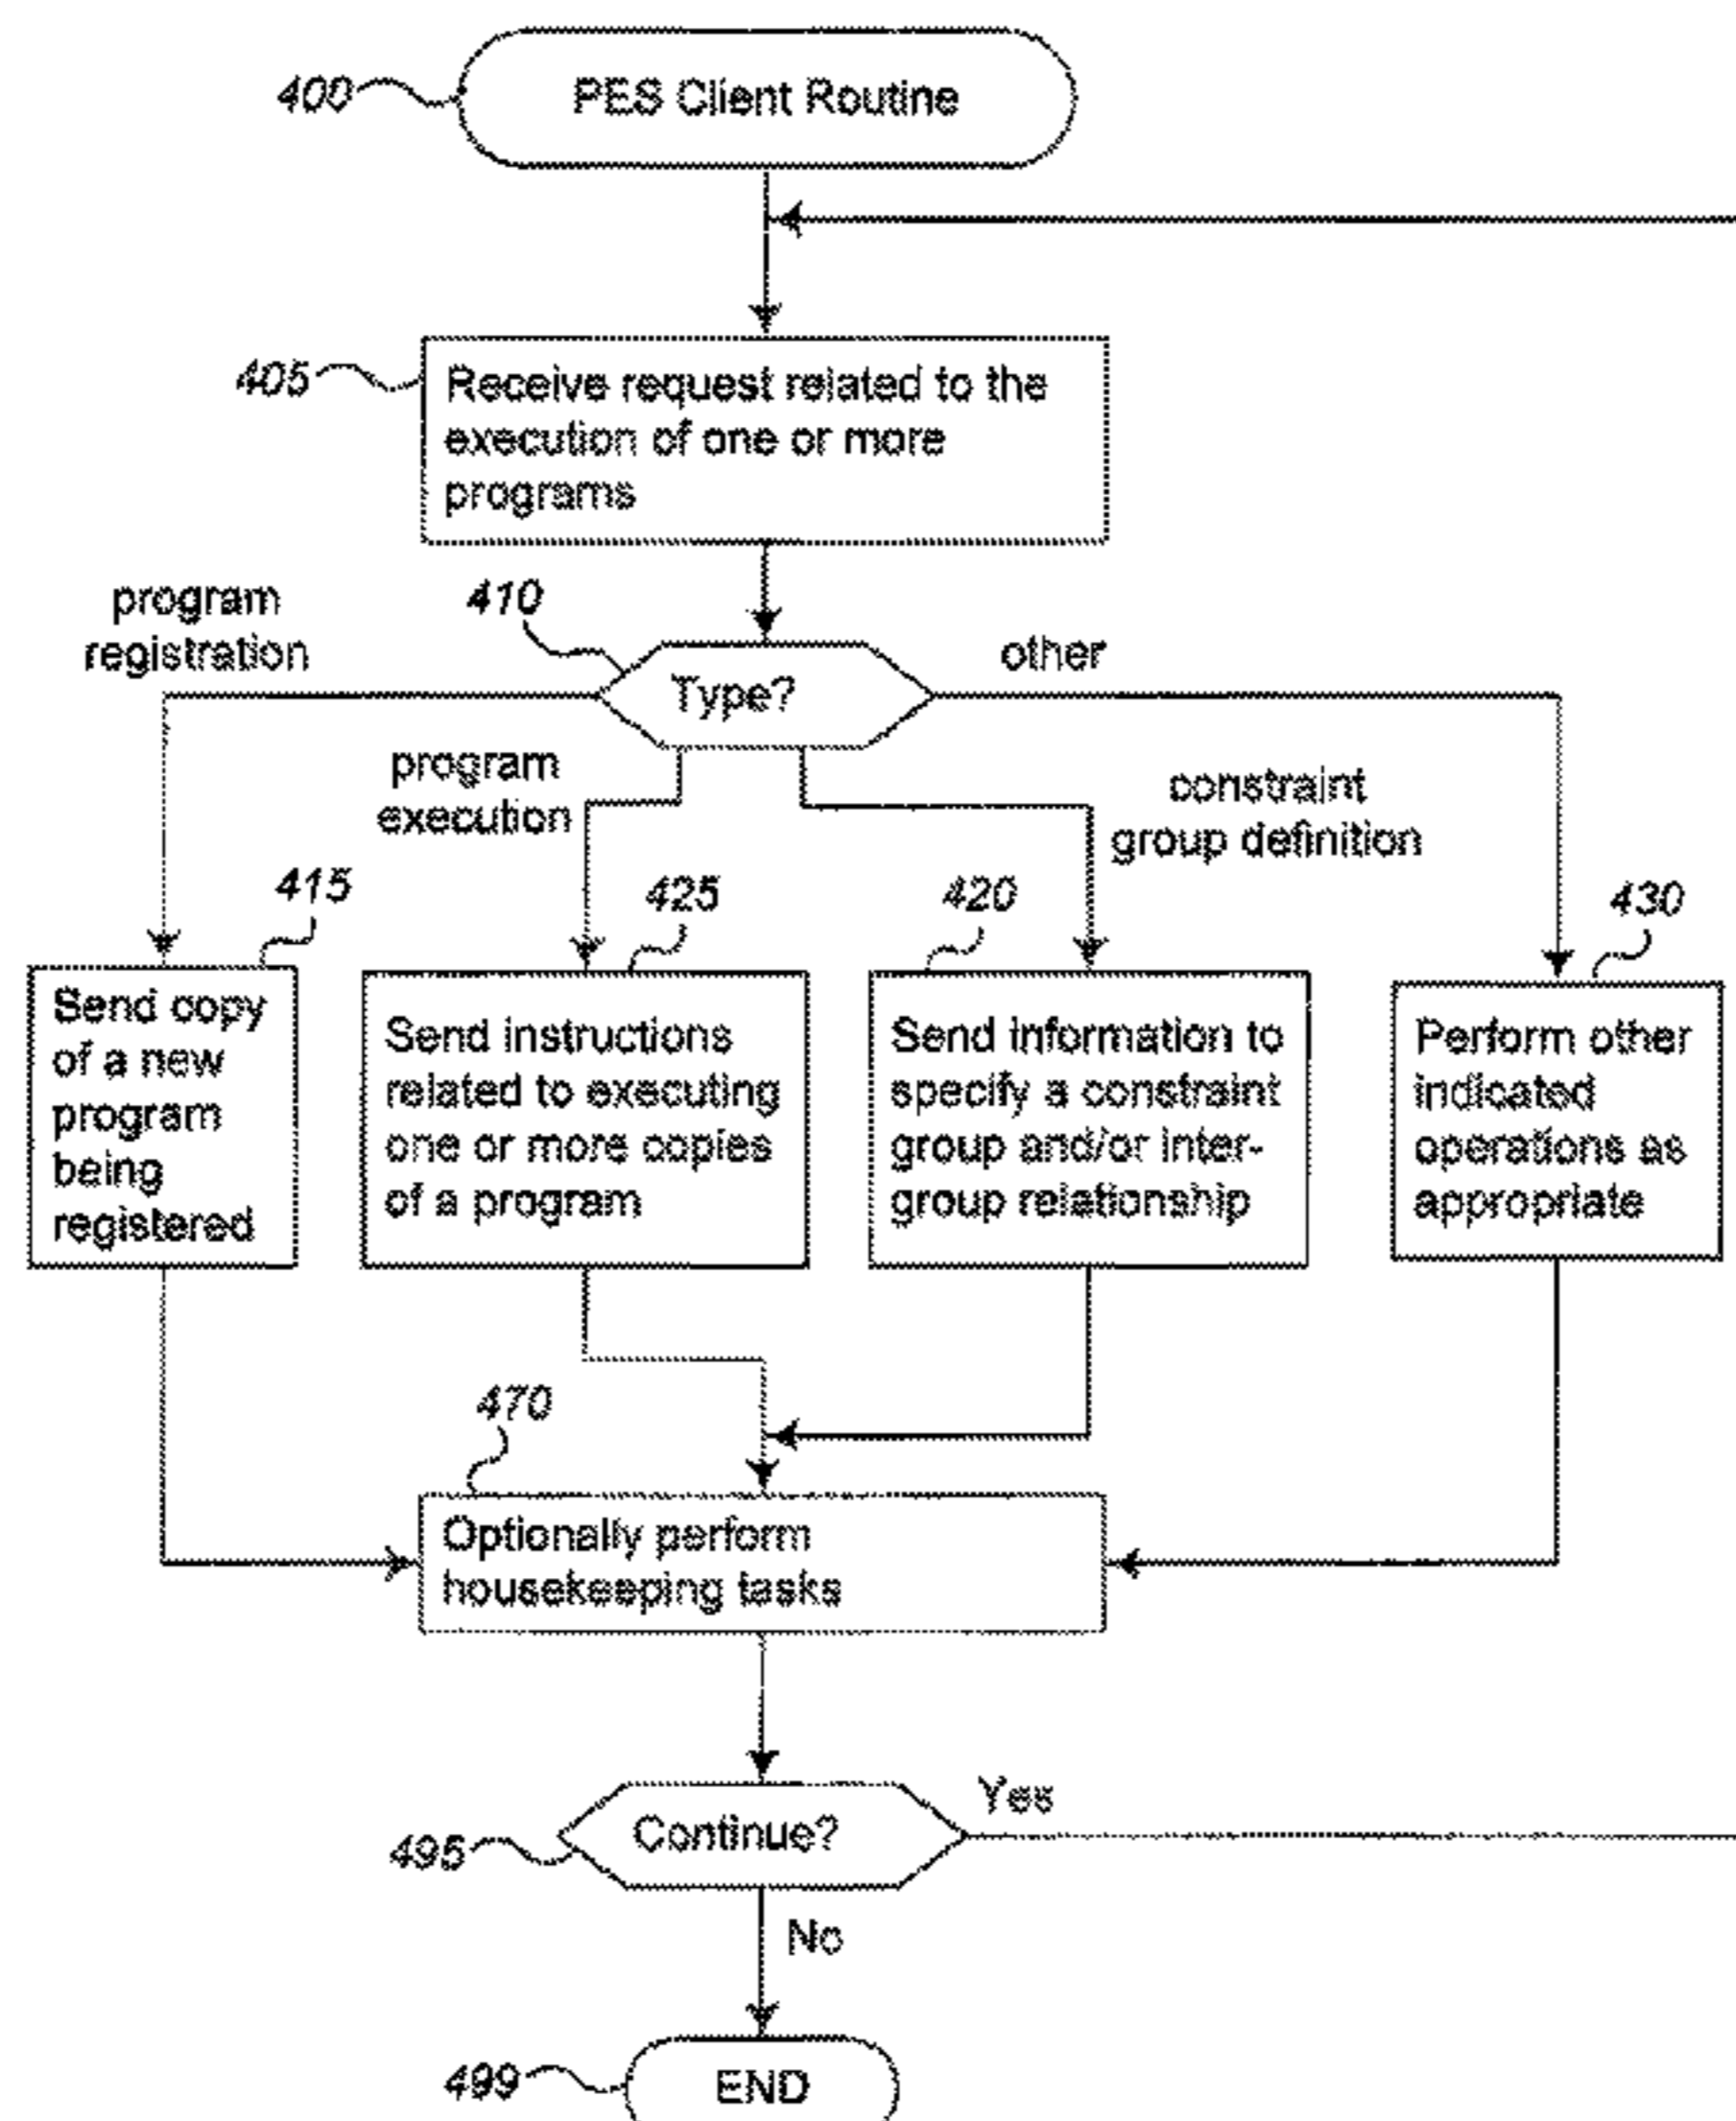 400
PES Client Routine
405
Receive request related to the
execution of one or more
programs
program
registration
410
Type?
other
program
execution
constraint
group definition
415
425
420
430
Send copy
of a new
program
being
registered
Send instructions
related to executing
one or more copies
of a program
Send information to
specify a constraint
group and/or inter-
group relationship
Perform other
indicated
operations as
appropriate
470
Optionally perform
housekeeping tasks
495
Continue?
Yes
No
499
END